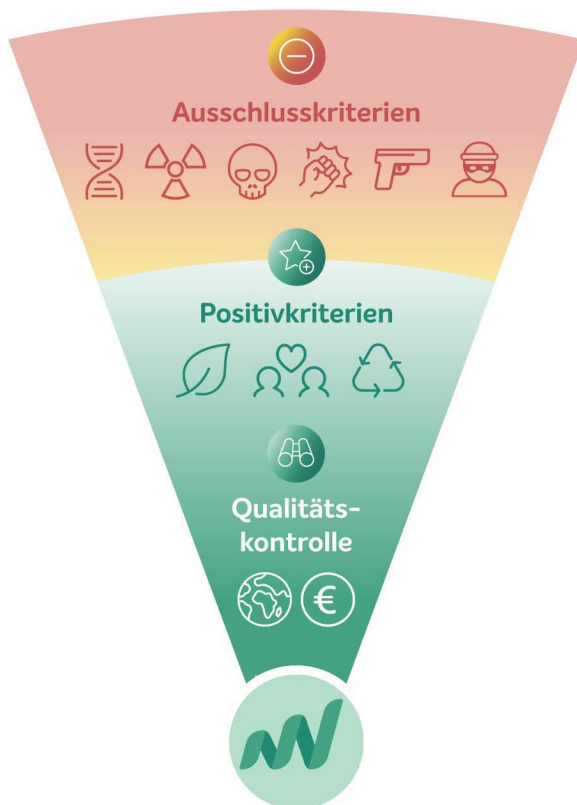 Ausschlusskriterien
Positivkriterien
Qualitäts-
kontrolle
€